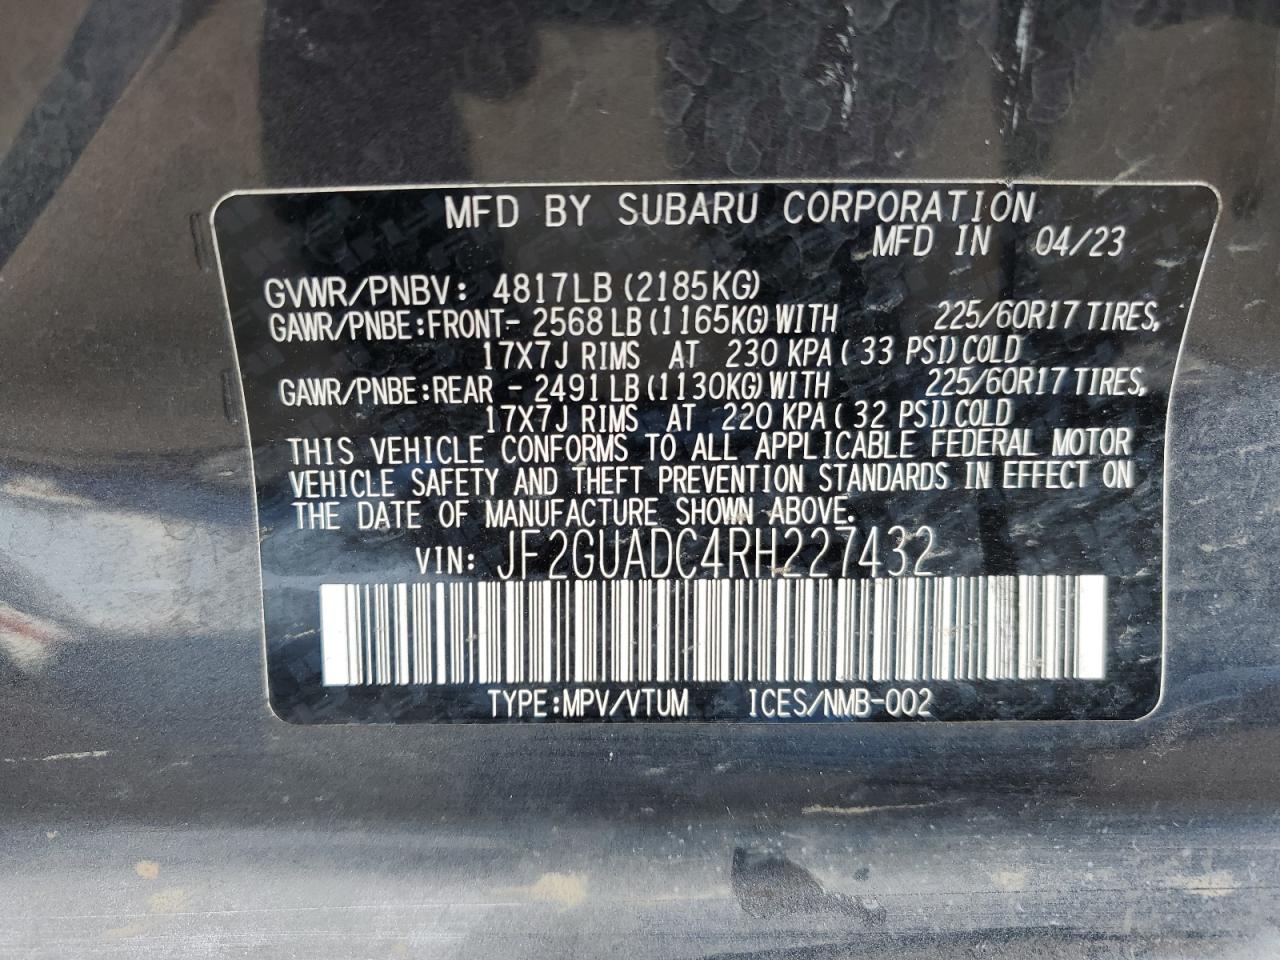 MFD BY SUBARU CORPORATION
MFD IN 04/23
GVWR/PNBV: 4817LB (2185KG)
GAWR/PNBE:FRONT- 2568 LB (1165KG) WITH 225/60R17 TIRES,
17X7J RIMS AT 230 KPA ( 33 PSI) COLD
GAWR/PNBE:REAR - 2491 LB (1130KG) WITH 225/60R17 TIRES,
17X7J RIMS AT 220 KPA ( 32 PSI) COLD
THIS VEHICLE CONFORMS TO ALL APPLICABLE FEDERAL MOTOR
VEHICLE SAFETY AND THEFT PREVENTION STANDARDS IN EFFECT ON
THE DATE OF MANUFACTURE SHOWN ABOVE.
VIN: JF2GUADC4RH227432
TYPE:MPV/VTUM ICES/NMB-002